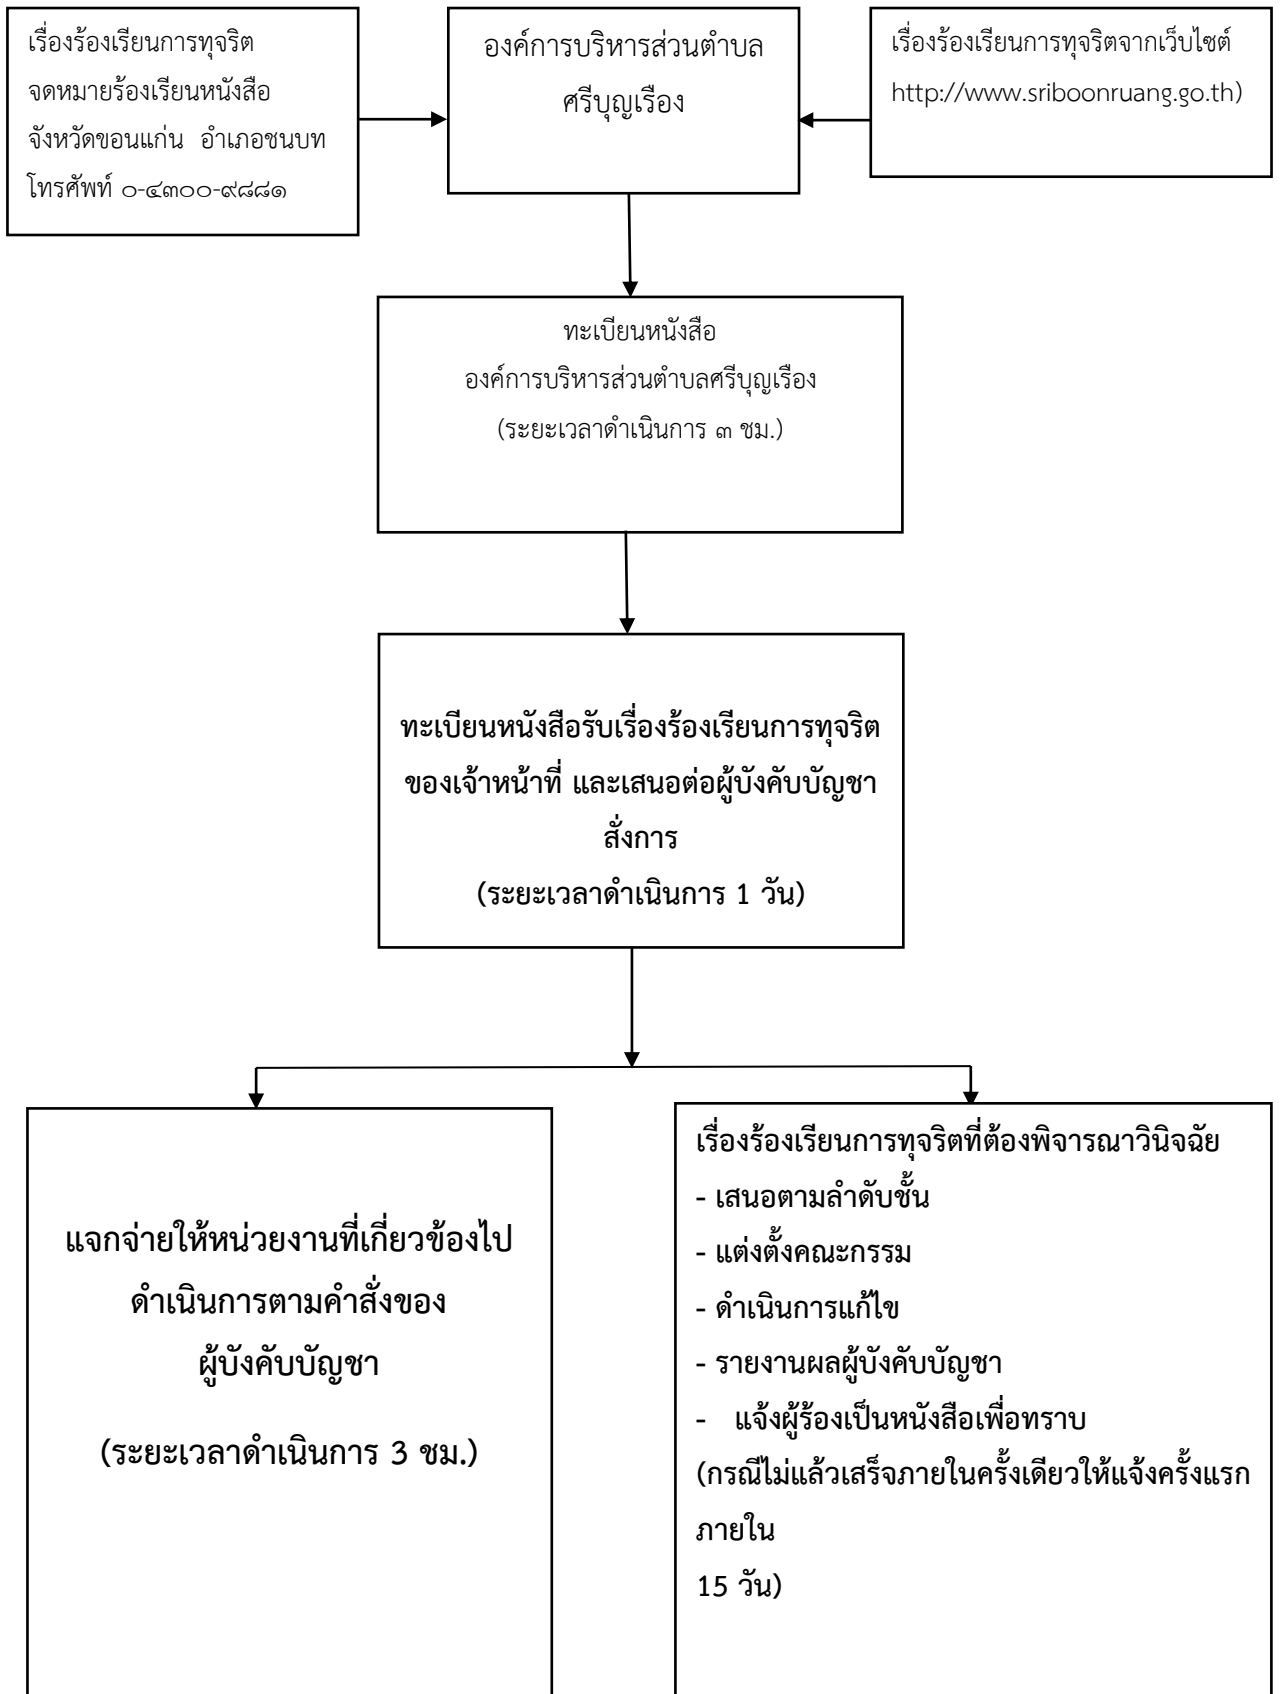 เรื่องร้องเรียนการทุจริต
จดหมายร้องเรียนหนังสือ
จังหวัดขอนแก่น อำเภอชนบท
โทรศัพท์ ๐-๔๓๐๐-๙๘๘๑
องค์การบริหารส่วนตำบล
ศรีบุญเรือง
เรื่องร้องเรียนการทุจริตจากเว็บไซต์
http://www.sriboonruang.go.th)
ทะเบียนหนังสือ
องค์การบริหารส่วนตำบลศรีบุญเรือง
(ระยะเวลาดำเนินการ ๓ ชม.)
ทะเบียนหนังสือรับเรื่องร้องเรียนการทุจริต
ของเจ้าหน้าที่ และเสนอต่อผู้บังคับบัญชา
สั่งการ
(ระยะเวลาดำเนินการ 1 วัน)
แจกจ่ายให้หน่วยงานที่เกี่ยวข้องไป
ดำเนินการตามคำสั่งของ
ผู้บังคับบัญชา
(ระยะเวลาดำเนินการ 3 ชม.)
เรื่องร้องเรียนการทุจริตที่ต้องพิจารณาวินิจฉัย
- เสนอตามลำดับชั้น
- แต่งตั้งคณะกรรม
- ดำเนินการแก้ไข
- รายงานผลผู้บังคับบัญชา
- แจ้งผู้ร้องเป็นหนังสือเพื่อทราบ
(กรณีไม่แล้วเสร็จภายในครั้งเดียวให้แจ้งครั้งแรก
ภายใน
15 วัน)